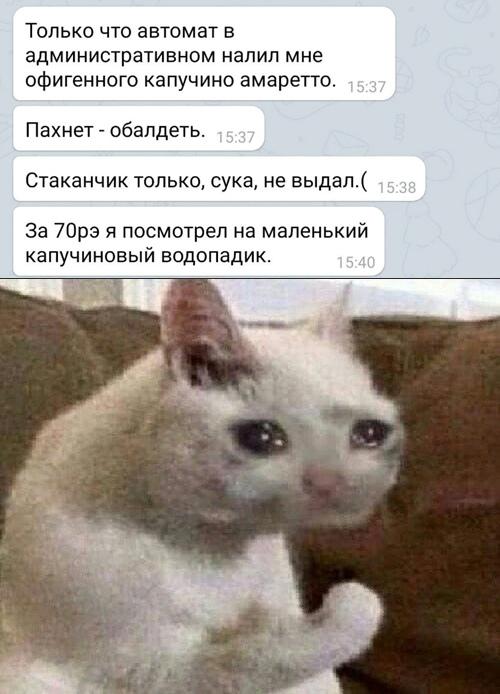 Только что автомат в
административном налил мне
офигенного капучино амаретто. 15:37
Пахнет - обалдеть. 15:37
Стаканчик только, сука, не выдал.( 15:38
За 70рэ я посмотрел на маленький
капучиновый водопадик. 15:40